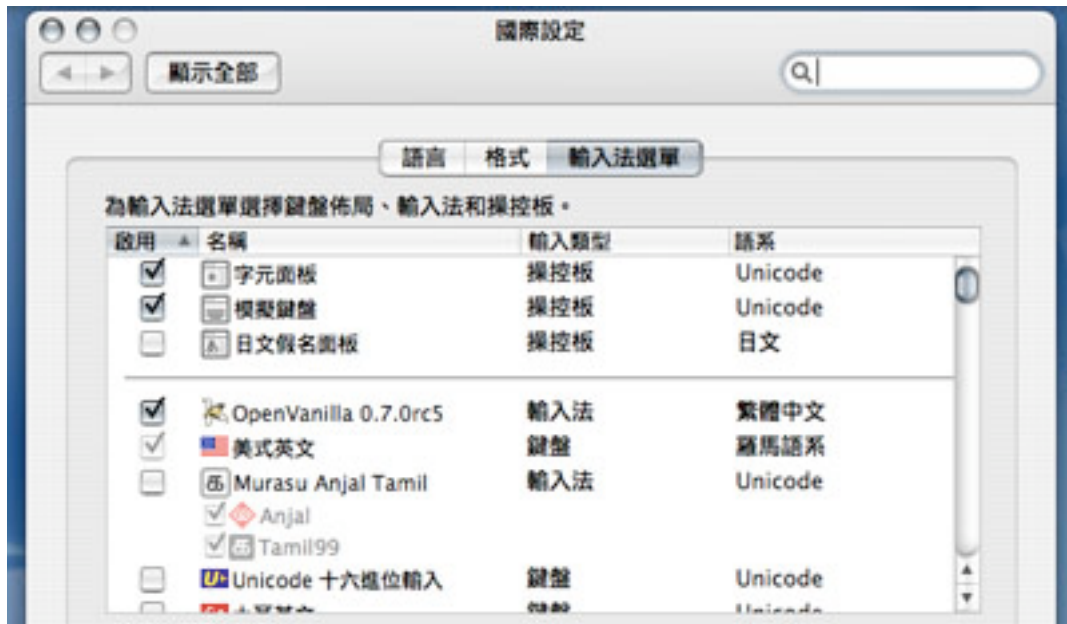 國際設定
顯示全部
語言 格式 輸入法選單
為輸入法選單選擇鍵盤佈局、輸入法和操控板。
啟用 名稱 輸入類型 語系
字元面板 操控板 Unicode
模擬鍵盤 操控板 Unicode
日文假名面板 操控板 日文
OpenVanilla 0.7.0rc5 輸入法 繁體中文
美式英文 鍵盤 羅馬語系
Murasu Anjal Tamil 輸入法 Unicode
Anjal
Tamil99
Unicode 十六進位輸入 鍵盤 Unicode